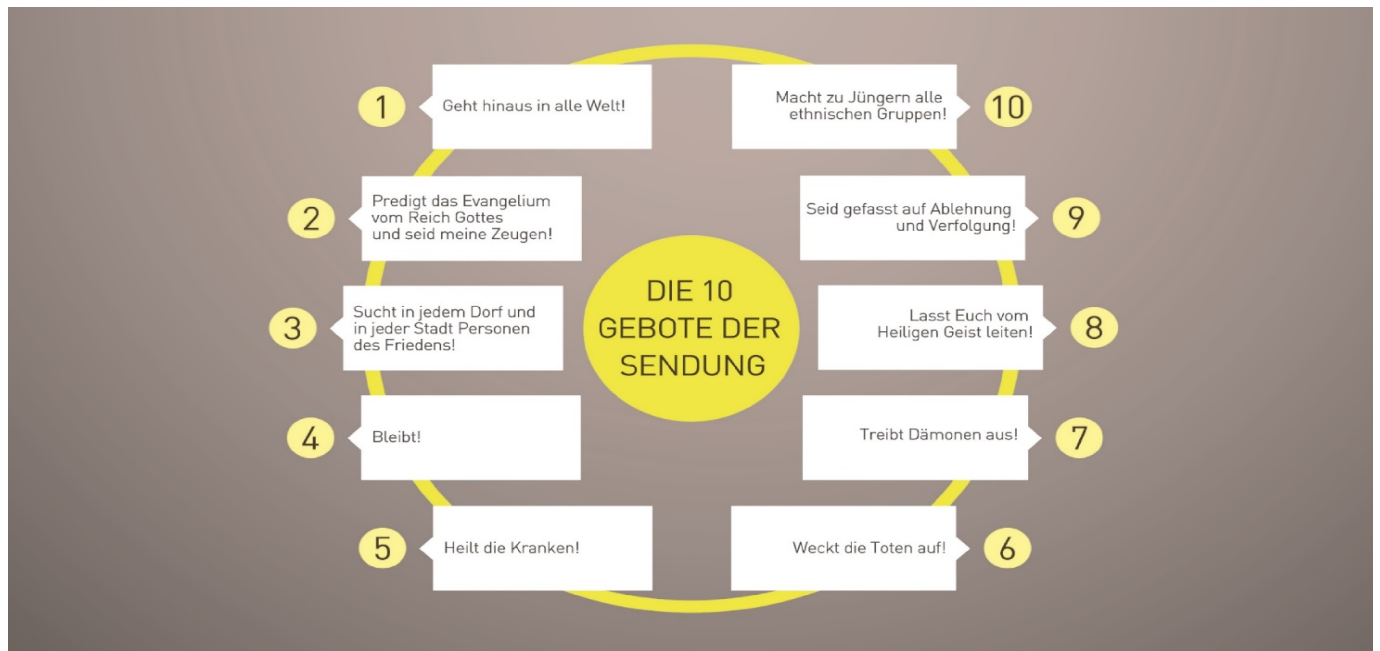 DIE 10
GEBOTE DER
SENDUNG
1
Geht hinaus in alle Welt!
2
Predigt das Evangelium
vom Reich Gottes
und seid meine Zeugen!
3
Sucht in jedem Dorf und
in jeder Stadt Personen
des Friedens!
4
Bleibt!
5
Heilt die Kranken!
6
Weckt die Toten auf!
7
Treibt Dämonen aus!
8
Lasst Euch vom
Heiligen Geist leiten!
9
Seid gefasst auf Ablehnung
und Verfolgung!
10
Macht zu Jüngern alle
ethnischen Gruppen!